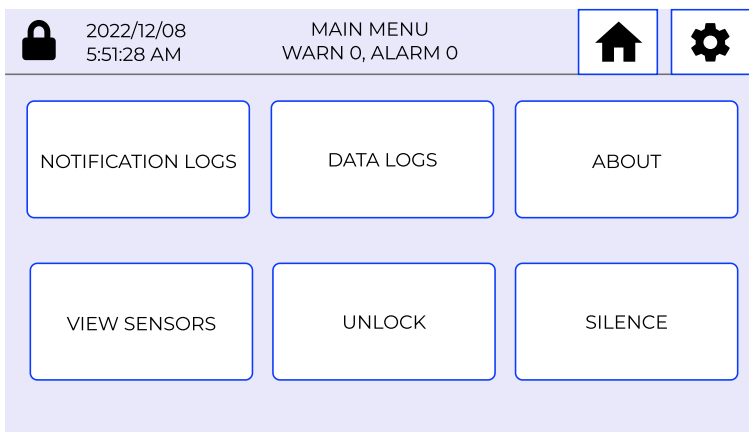 2022/12/08
5:51:28 AM
MAIN MENU
WARN 0, ALARM 0
NOTIFICATION LOGS
DATA LOGS
ABOUT
VIEW SENSORS
UNLOCK
SILENCE